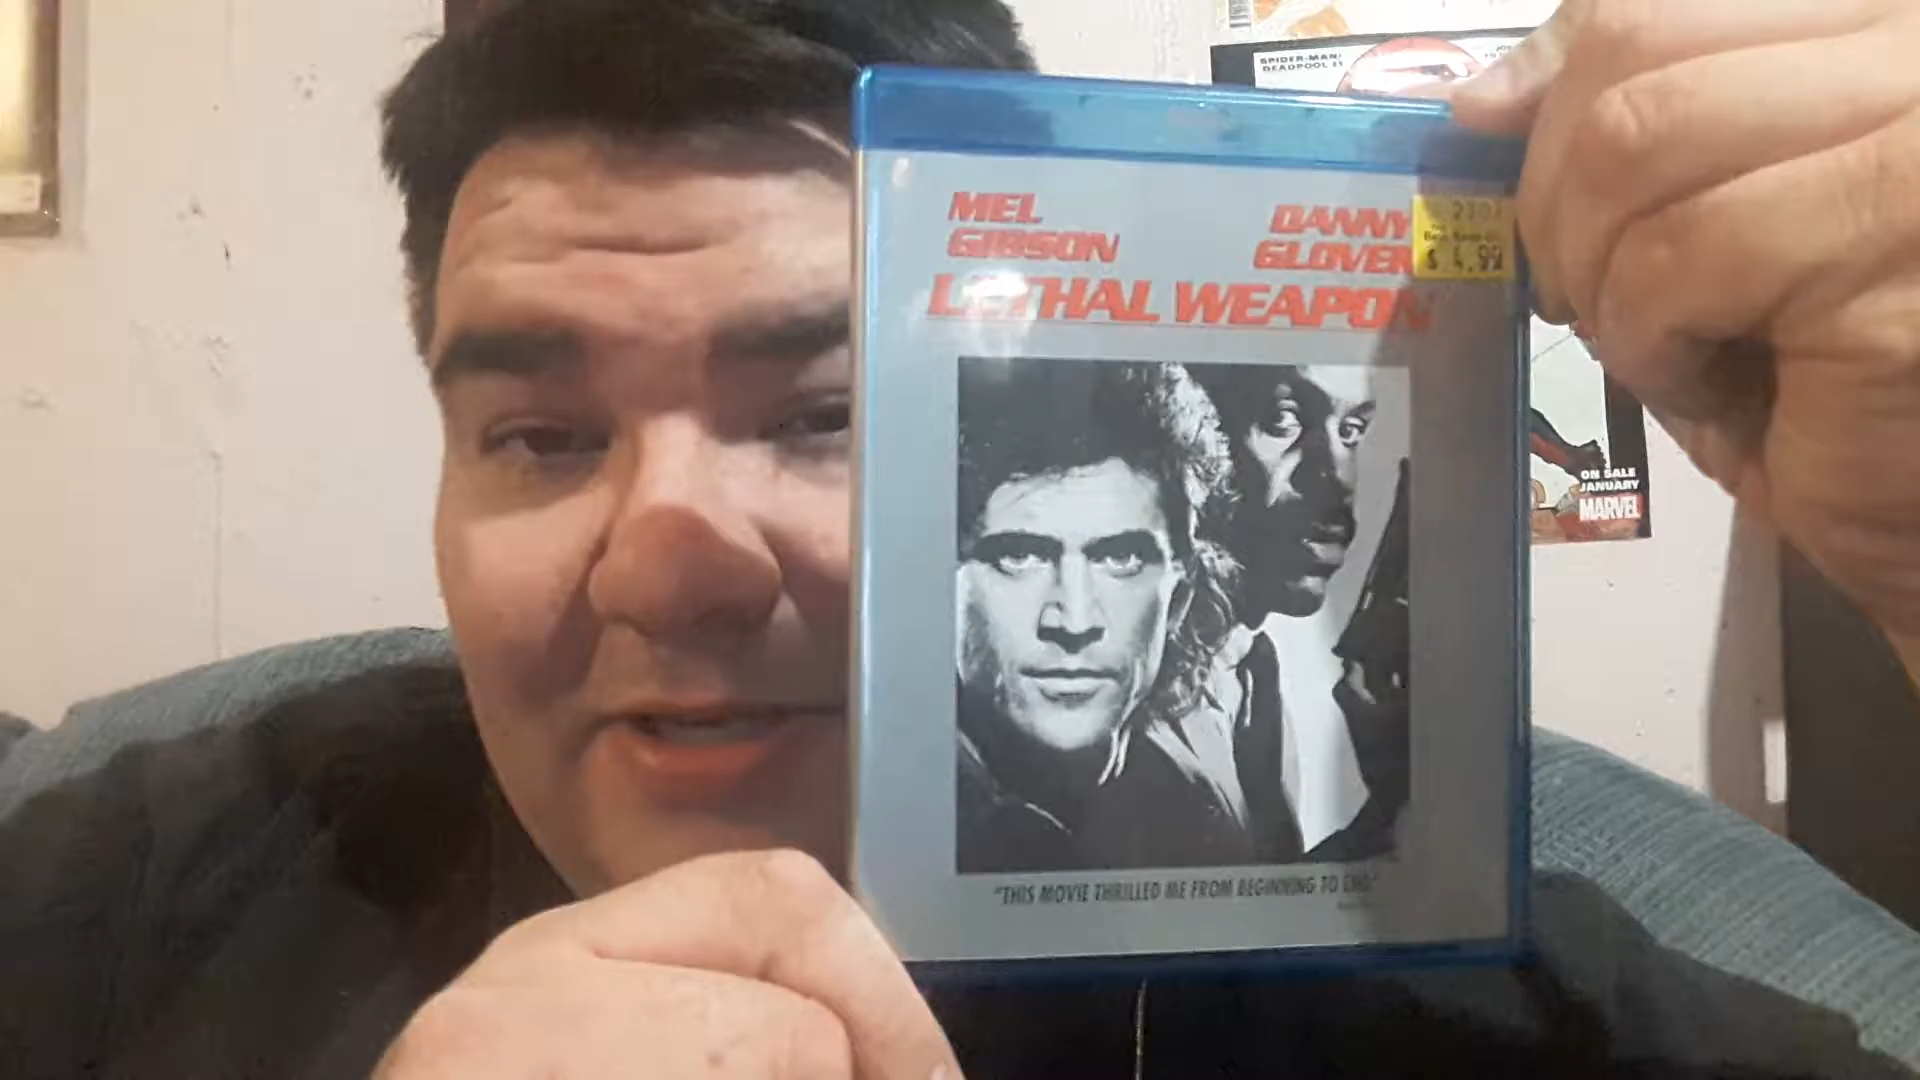 SPIDER-MAN/
DEADPOOL 21
MEL
GIBSON
DANNY
GLOVER
$ 4.99
LETHAL WEAPON
ON SALE
JANUARY
MARVEL
"THIS MOVIE THRILLED ME FROM BEGINNING TO END."